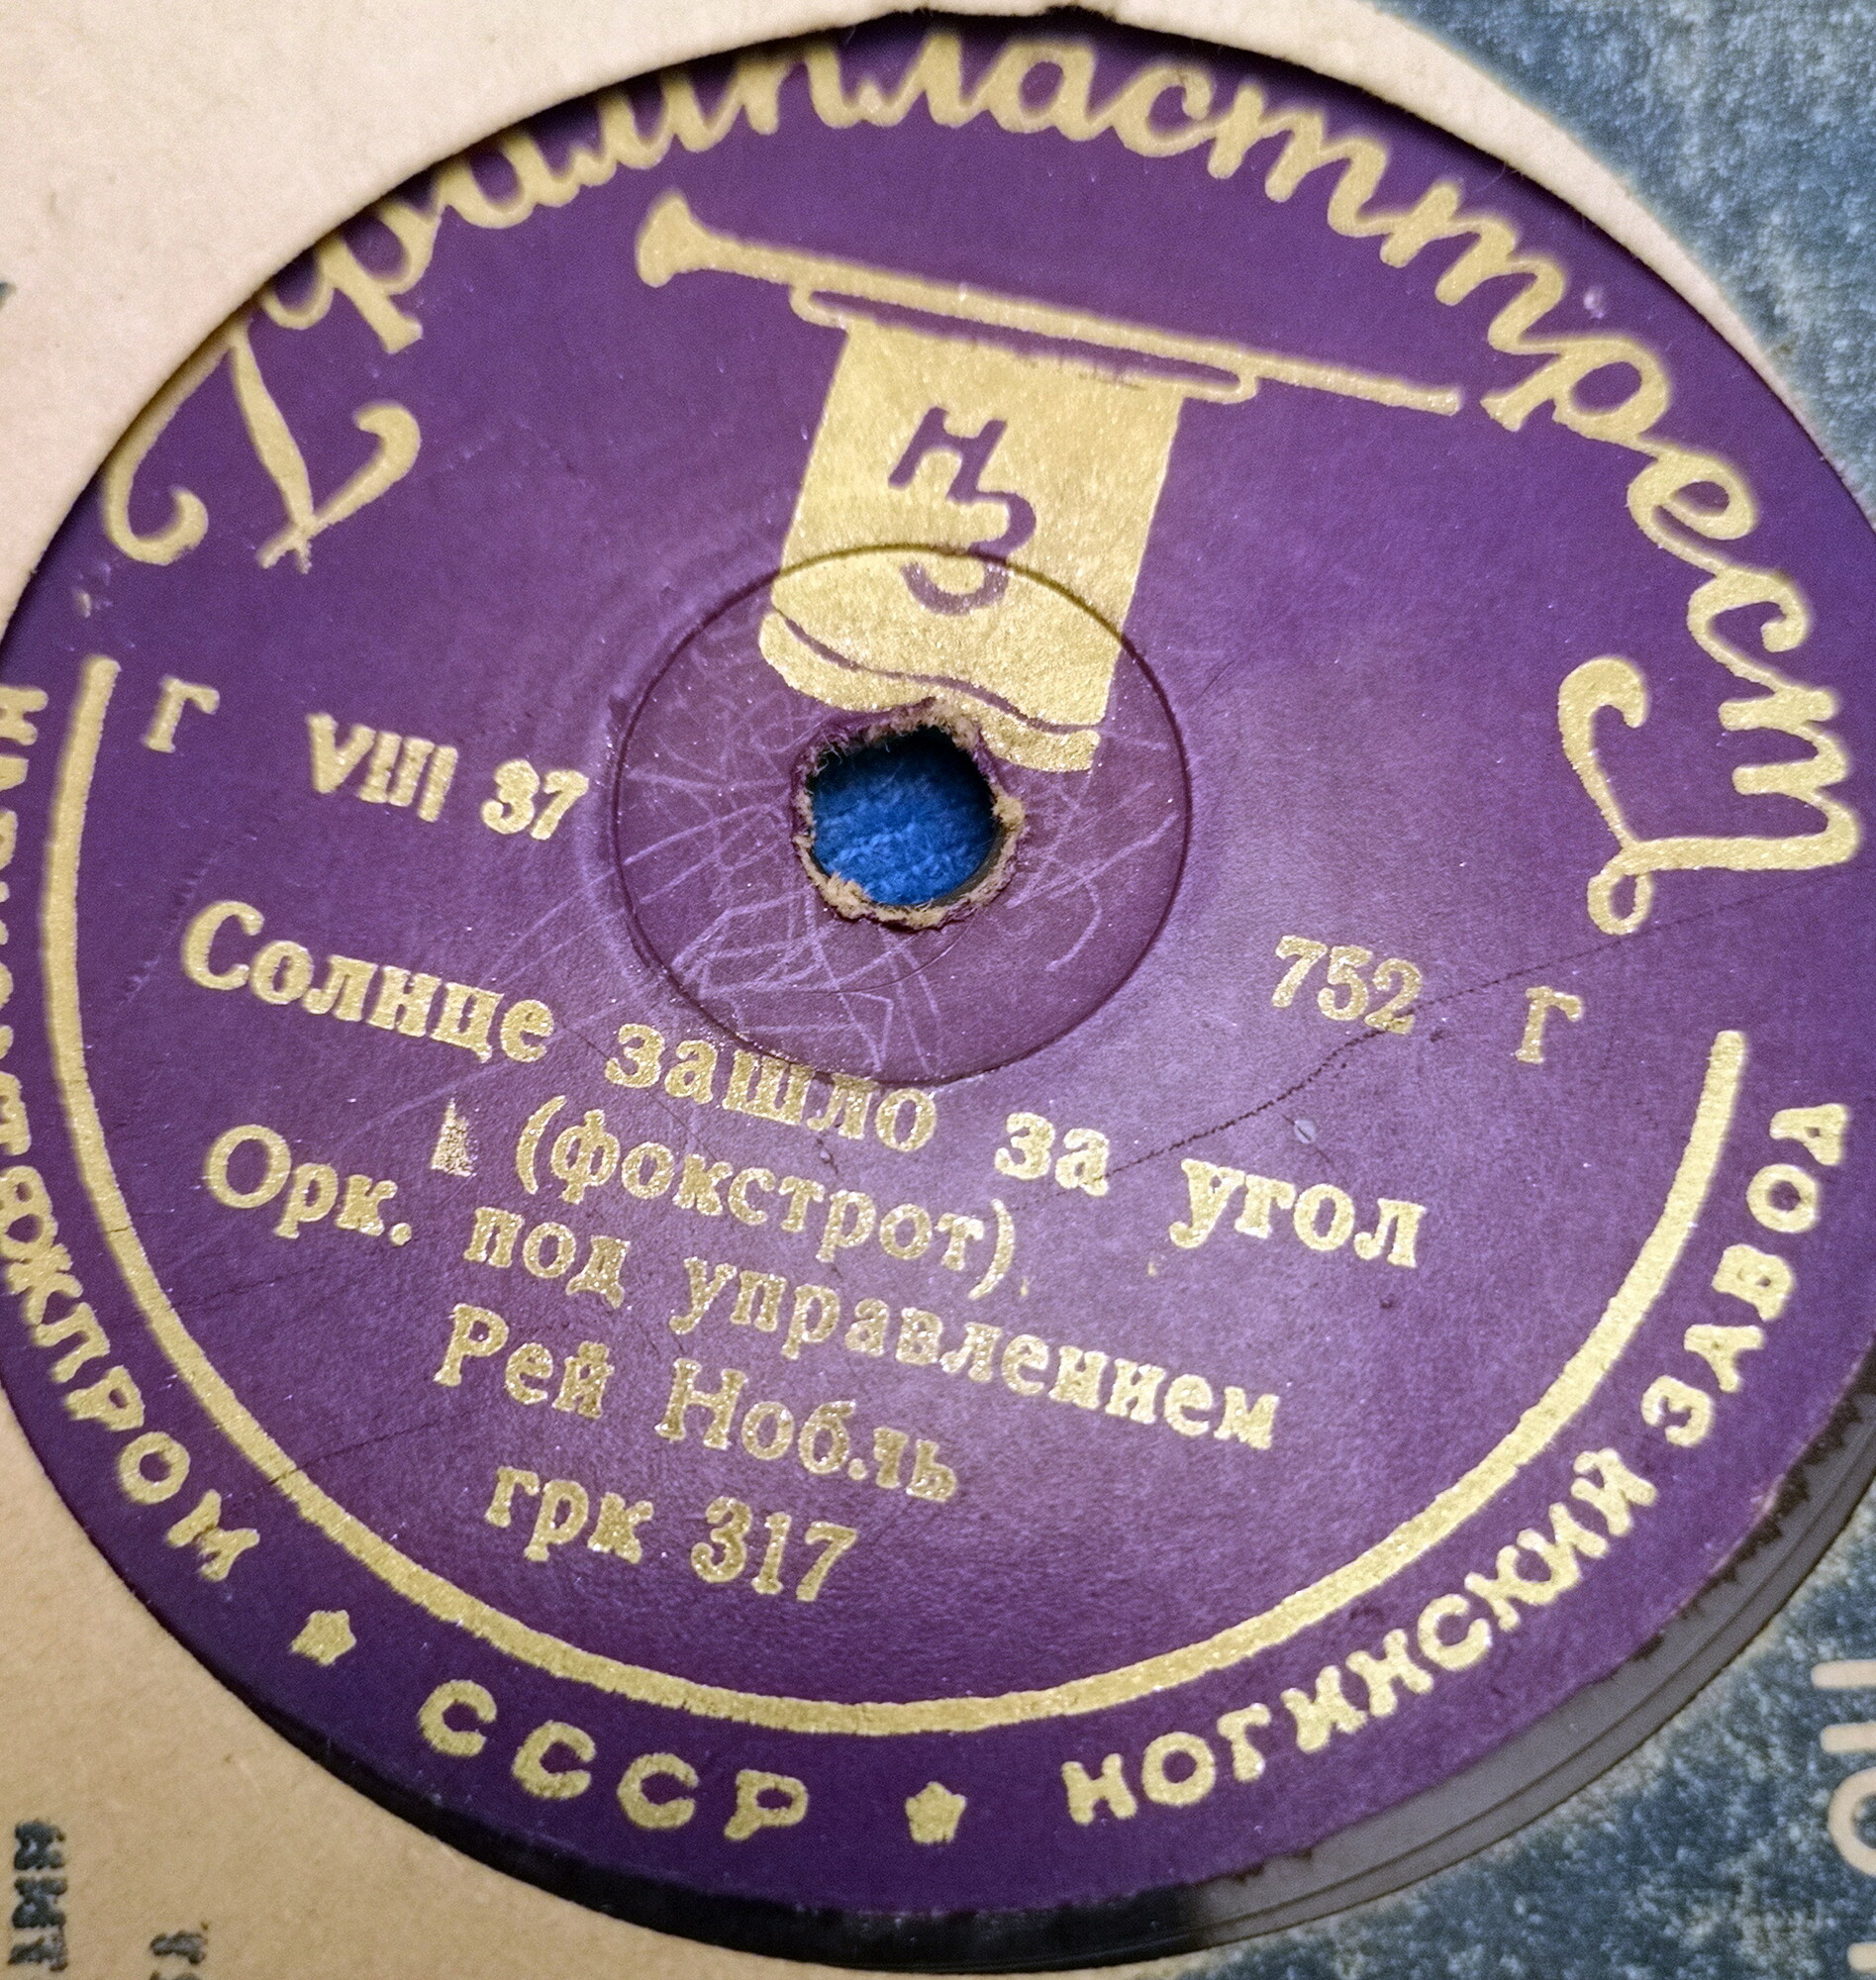 Грампласттрест
НЗ
Г VIII 37
752 Г
Солнце зашло за угол
(фокстрот)
Орк. под управлением
Рей Нобль
грк 317
СССР
НОГИНСКИЙ ЗАВОД